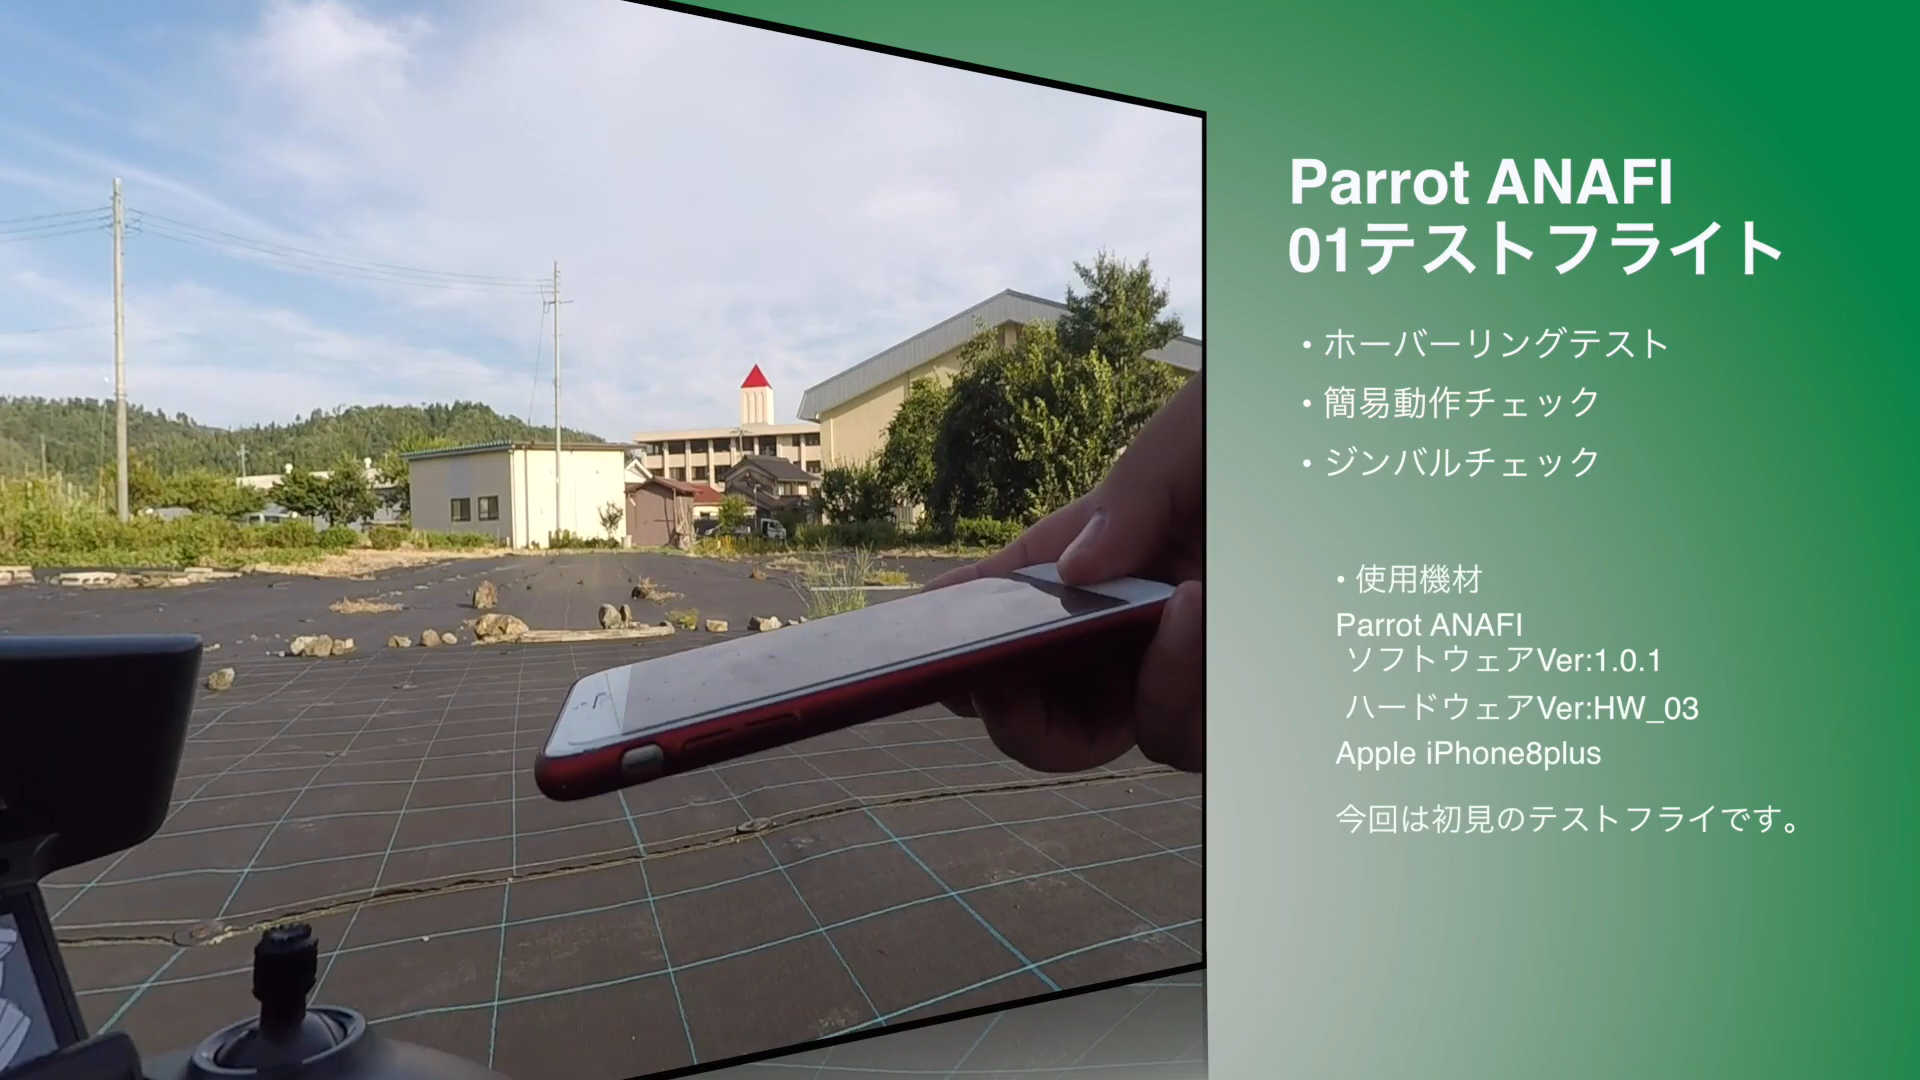 Parrot ANAFI
01テストフライト
・ホーバーリングテスト
・簡易動作チェック
・ジンバルチェック
・使用機材
Parrot ANAFI
ソフトウェアVer:1.0.1
ハードウェアVer:HW_03
Apple iPhone8plus
今回は初見のテストフライです。